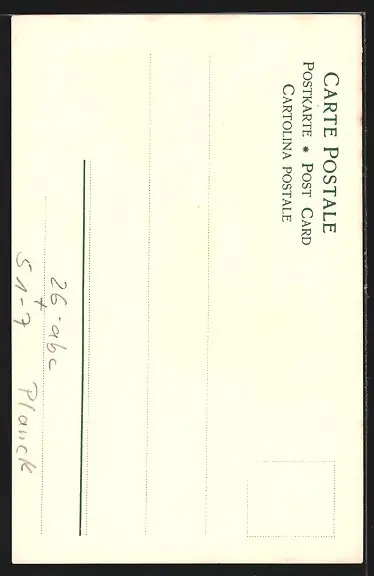 CARTE POSTALE
POSTKARTE * POST CARD
CARTOLINA POSTALE
26.abc
51-7 Planck